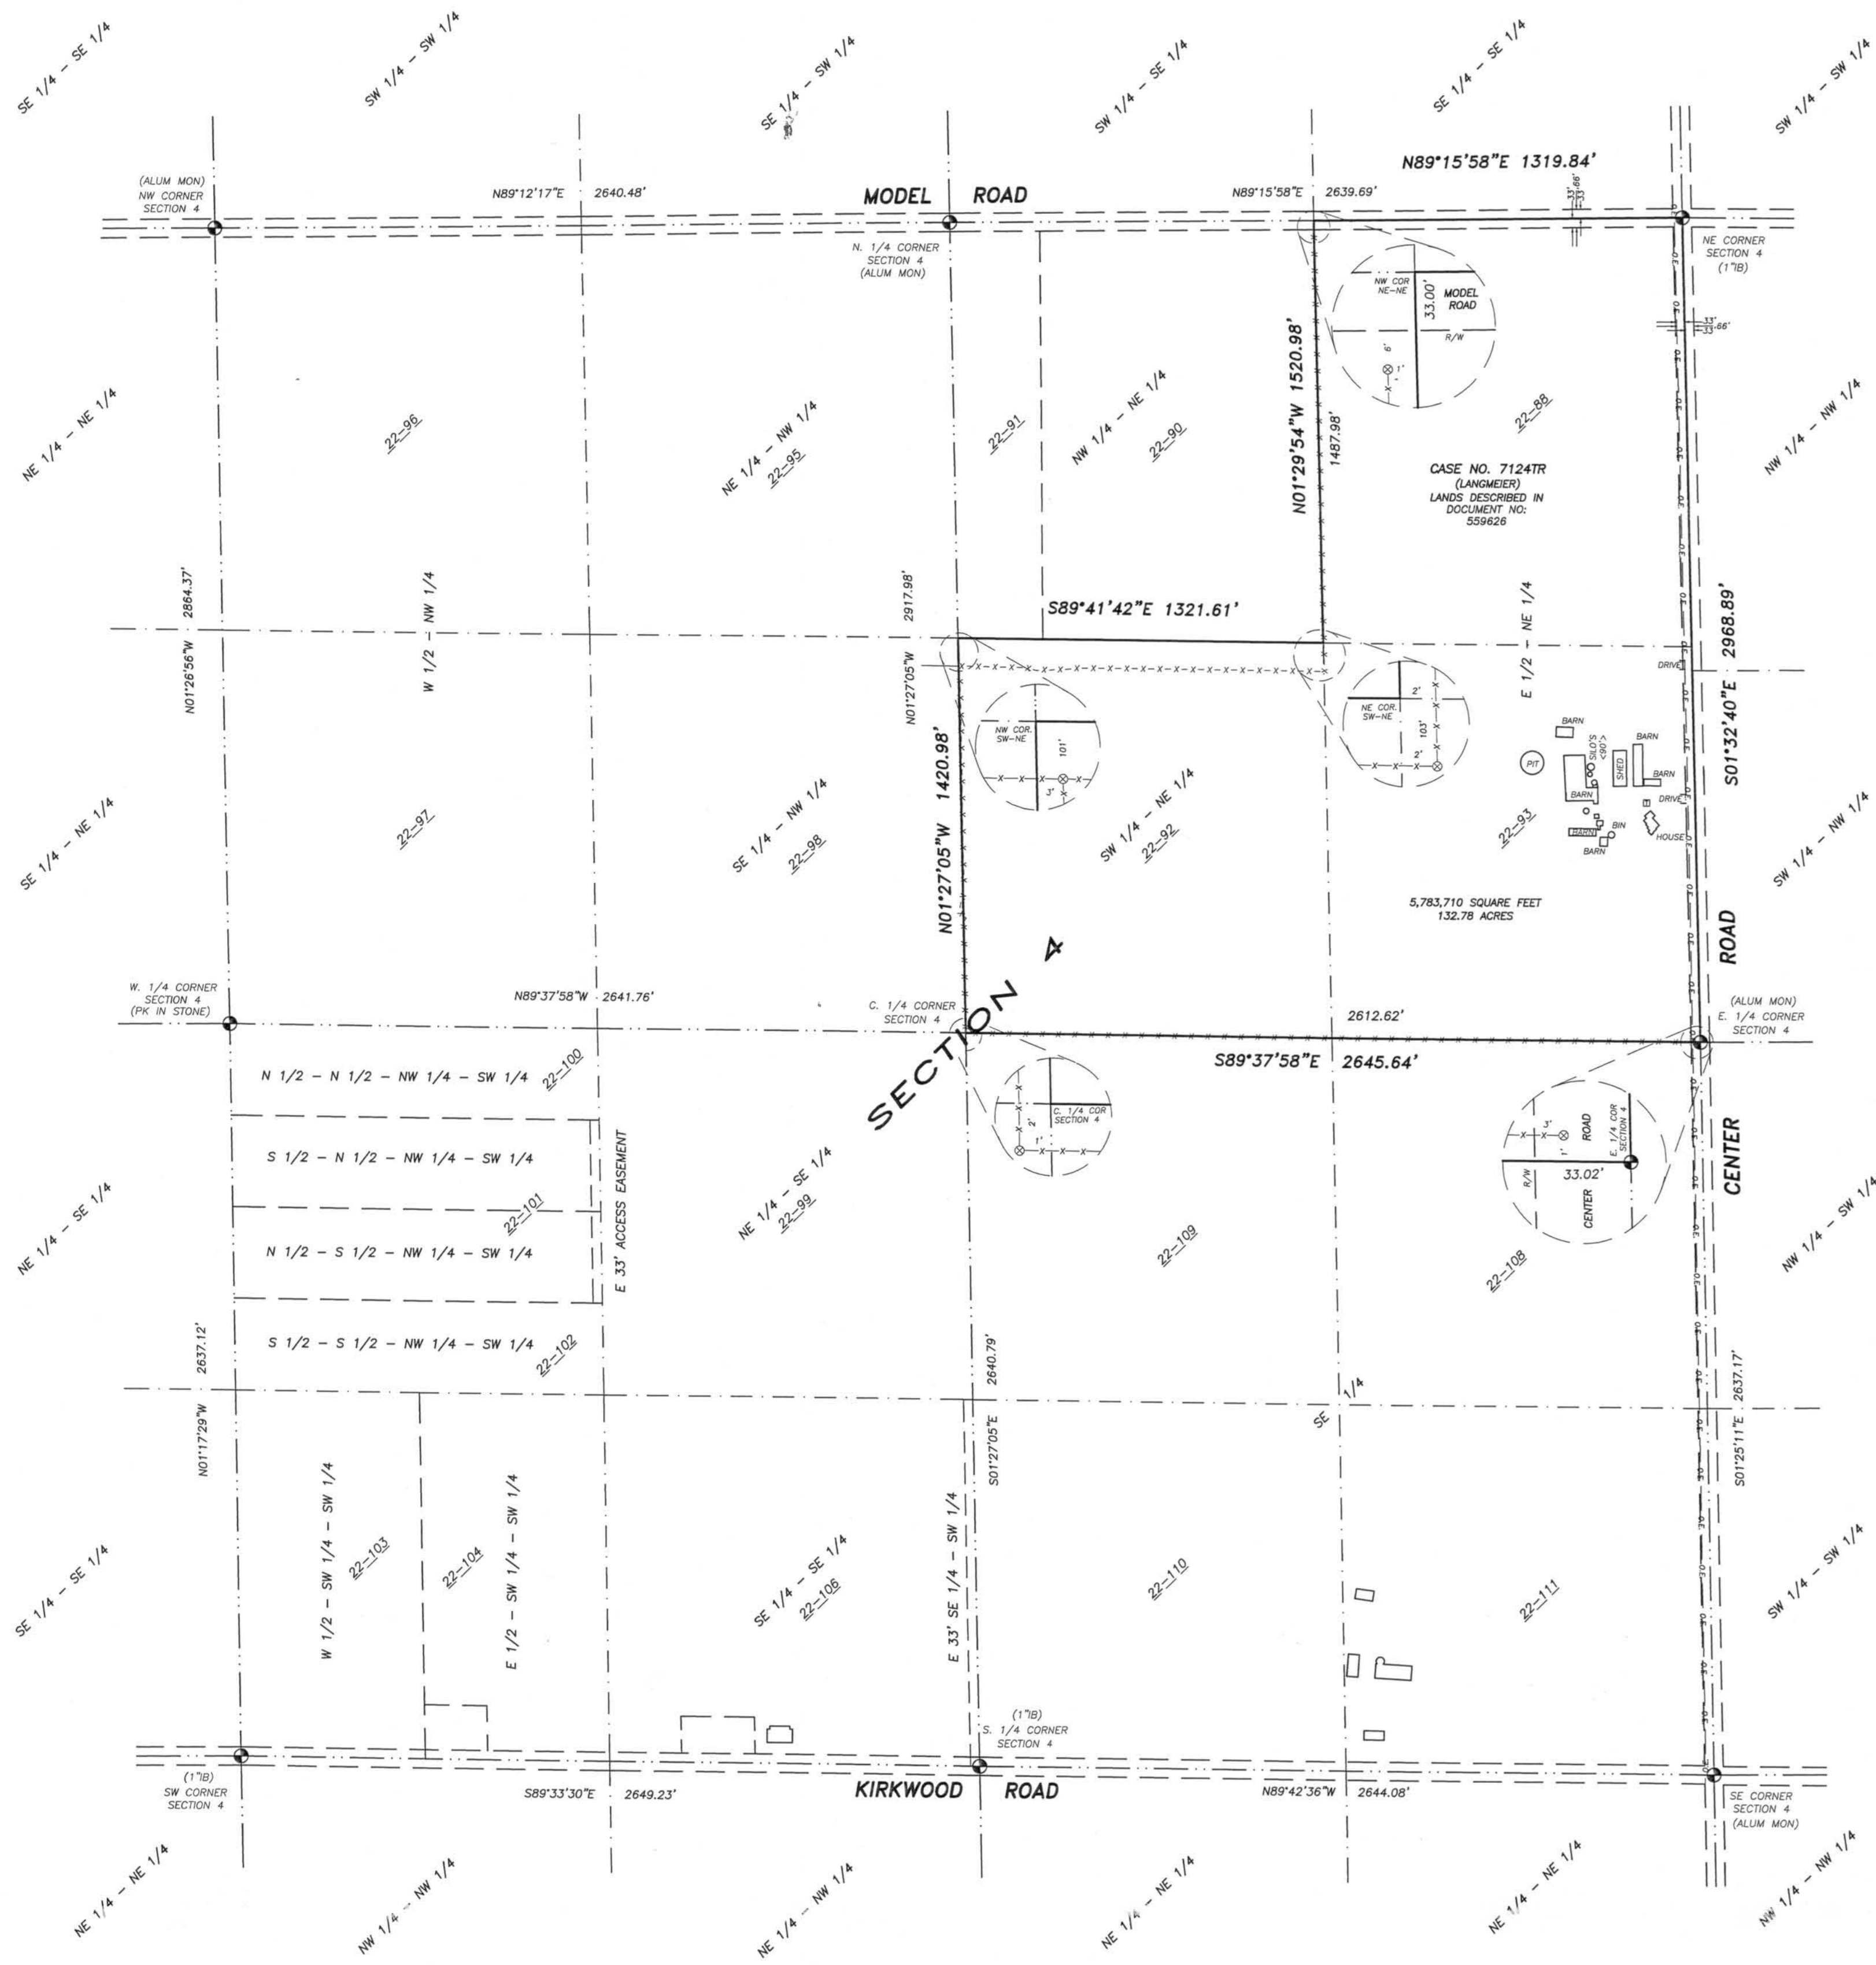 SE 1/4 - SE 1/4
SW 1/4 - SW 1/4
SE 1/4 - SW 1/4
SW 1/4 - SE 1/4
SE 1/4 - SE 1/4
SW 1/4 - SW 1/4
N89°15'58"E 1319.84'
(ALUM MON)
NW CORNER
SECTION 4
N89°12'17"E 2640.48'
MODEL ROAD
N89°15'58"E 2639.69'
33'
33'
66'
N. 1/4 CORNER
SECTION 4
(ALUM MON)
NE CORNER
SECTION 4
(1"IB)
NW COR
NE-NE
33.00'
MODEL
ROAD
R/W
6'
1'
33'
33'
66'
N01°29'54"W 1520.98'
1487.98'
NE 1/4 - NE 1/4
22-96
NE 1/4 - NW 1/4
22-95
22-91
NW 1/4 - NE 1/4
22-90
22-88
NW 1/4 - NW 1/4
CASE NO. 7124TR
(LANGMEIER)
LANDS DESCRIBED IN
DOCUMENT NO:
559626
N01°26'56"W 2864.37'
W 1/2 - NW 1/4
N01°27'05"W 2917.98'
S89°41'42"E 1321.61'
E 1/2 - NE 1/4
S01°32'40"E 2968.89'
DRIVE
NW COR.
SW-NE
101'
3'
NE COR.
SW-NE
2'
103'
2'
BARN
PIT
SILO'S
<90'>
SHED
BARN
BARN
BARN
DRIVE
BARN
BIN
HOUSE
BARN
N01°27'05"W 1420.98'
SE 1/4 - NE 1/4
22-97
SE 1/4 - NW 1/4
22-98
SW 1/4 - NE 1/4
22-92
22-93
SW 1/4 - NW 1/4
5,783,710 SQUARE FEET
132.78 ACRES
SECTION 4
W. 1/4 CORNER
SECTION 4
(PK IN STONE)
N89°37'58"W 2641.76'
C. 1/4 CORNER
SECTION 4
2612.62'
S89°37'58"E 2645.64'
(ALUM MON)
E. 1/4 CORNER
SECTION 4
CENTER ROAD
N 1/2 - N 1/2 - NW 1/4 - SW 1/4
22-100
C. 1/4 COR
SECTION 4
2'
1'
3'
1'
ROAD
E. 1/4 COR
SECTION 4
33.02'
R/W
CENTER
S 1/2 - N 1/2 - NW 1/4 - SW 1/4
22-101
E 33' ACCESS EASEMENT
N 1/2 - S 1/2 - NW 1/4 - SW 1/4
NE 1/4 - SE 1/4
NE 1/4 - SE 1/4
22-99
22-109
22-108
NW 1/4 - SW 1/4
S 1/2 - S 1/2 - NW 1/4 - SW 1/4
22-102
N01°17'29"W 2637.12'
S01°27'05"E 2640.79'
SE 1/4
S01°25'11"E 2637.17'
W 1/2 - SW 1/4 - SW 1/4
22-103
22-104
E 1/2 - SW 1/4 - SW 1/4
SE 1/4 - SE 1/4
SE 1/4 - SE 1/4
22-106
E 33' SE 1/4 - SW 1/4
22-110
22-111
SW 1/4 - SW 1/4
(1"IB)
S. 1/4 CORNER
SECTION 4
(1"IB)
SW CORNER
SECTION 4
S89°33'30"E 2649.23'
KIRKWOOD ROAD
N89°42'36"W 2644.08'
SE CORNER
SECTION 4
(ALUM MON)
NE 1/4 - NE 1/4
NW 1/4 - NW 1/4
NE 1/4 - NW 1/4
NE 1/4 - NE 1/4
NE 1/4 - NE 1/4
NW 1/4 - NW 1/4